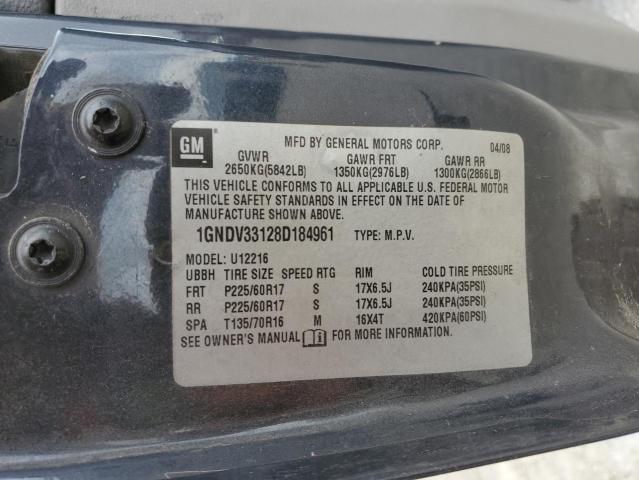 GM
MFD BY GENERAL MOTORS CORP. 04/08
GVWR GAWR FRT GAWR RR
2650KG(5842LB) 1350KG(2976LB) 1300KG(2866LB)
THIS VEHICLE CONFORMS TO ALL APPLICABLE U.S. FEDERAL MOTOR
VEHICLE SAFETY STANDARDS IN EFFECT ON THE DATE OF
MANUFACTURE SHOWN ABOVE.
1GNDV33128D184961 TYPE: M.P.V.
MODEL: U12216
UBBH TIRE SIZE SPEED RTG RIM COLD TIRE PRESSURE
FRT P225/60R17 S 17X6.5J 240KPA(35PSI)
RR P225/60R17 S 17X6.5J 240KPA(35PSI)
SPA T135/70R16 M 16X4T 420KPA(60PSI)
SEE OWNER'S MANUAL FOR MORE INFORMATION.